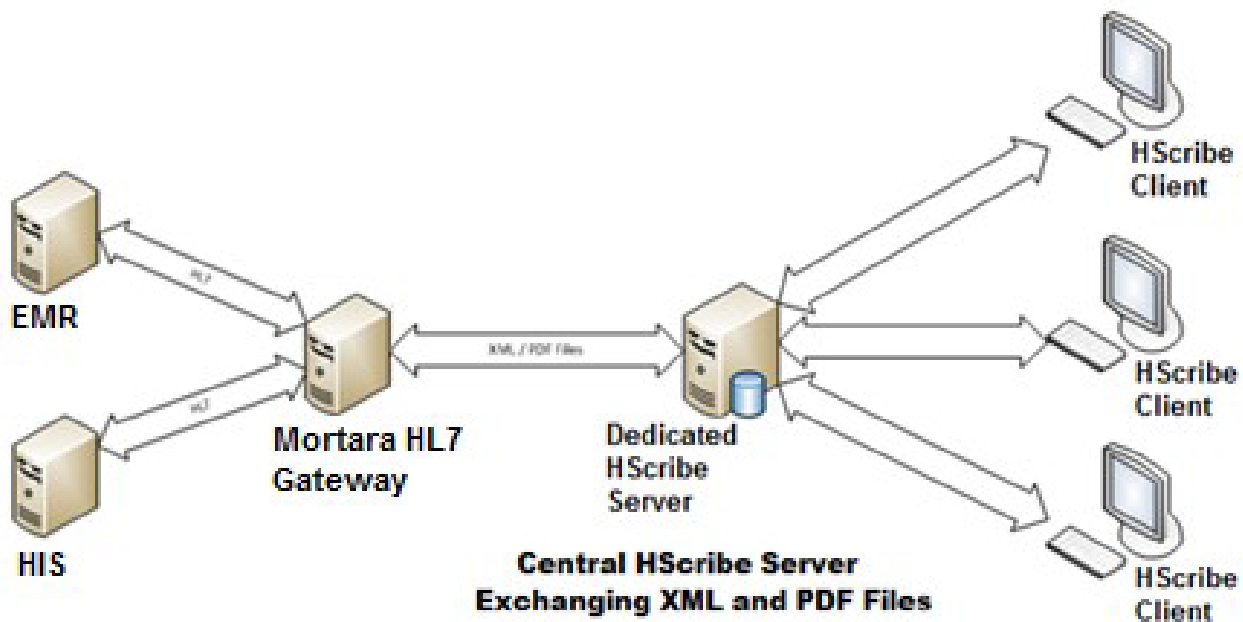 HScribe
Client
HL7
EMR
XML / PDF Files
HScribe
Client
HL7
Mortara HL7
Gateway
Dedicated
HScribe
Server
HIS
Central HScribe Server
Exchanging XML and PDF Files
HScribe
Client